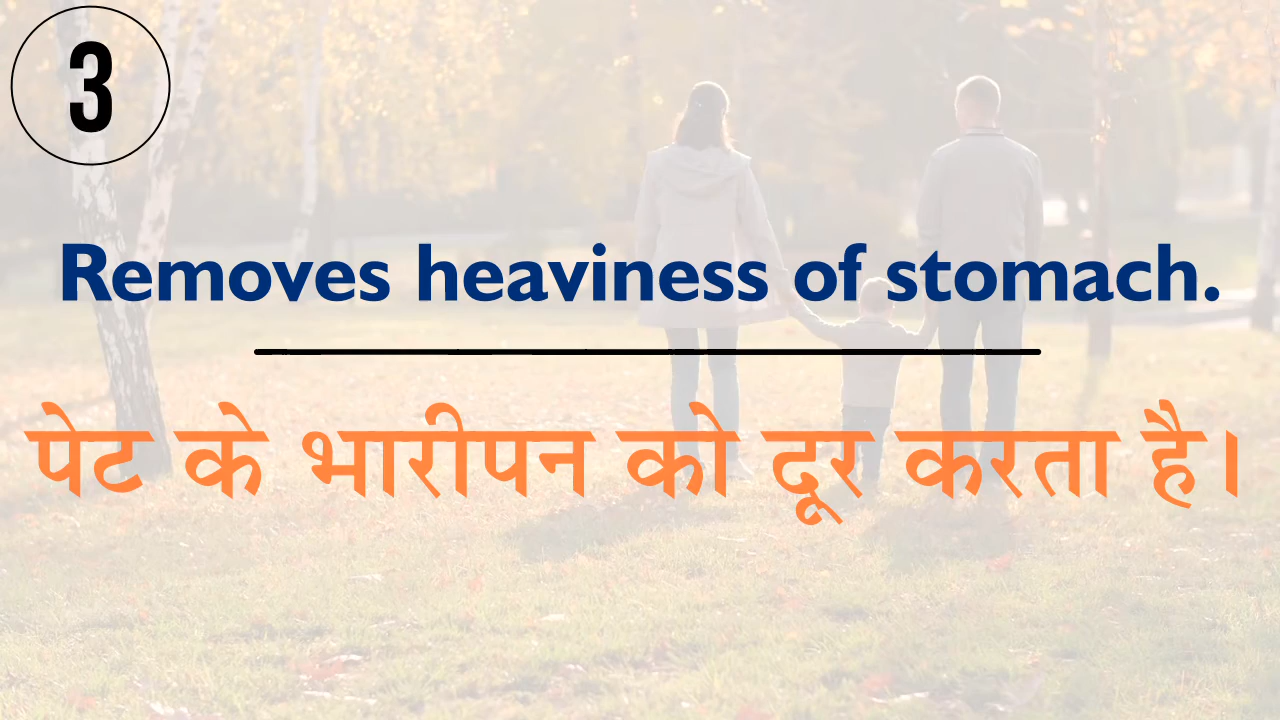 3
Removes heaviness of stomach.
पेट के भारीपन को दूर करता है।